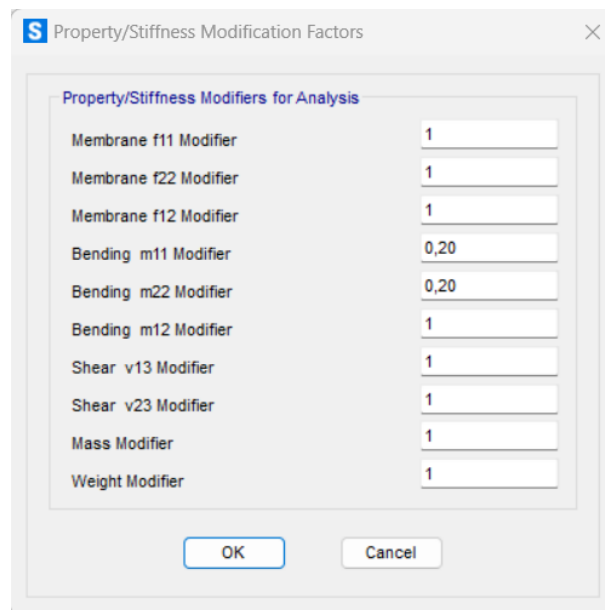 S Property/Stiffness Modification Factors
Property/Stiffness Modifiers for Analysis
Membrane f11 Modifier 1
Membrane f22 Modifier 1
Membrane f12 Modifier 1
Bending m11 Modifier 0,20
Bending m22 Modifier 0,20
Bending m12 Modifier 1
Shear v13 Modifier 1
Shear v23 Modifier 1
Mass Modifier 1
Weight Modifier 1
OK Cancel